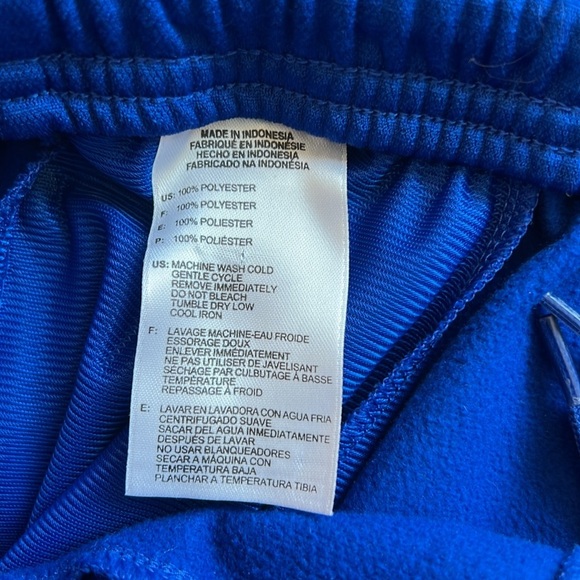 MADE IN INDONESIA
FABRIQUÉ EN INDONÉSIE
HECHO EN INDONESIA
FABRICADO NA INDONÉSIA
US: 100% POLYESTER
F: 100% POLYESTER
E: 100% POLIÉSTER
P: 100% POLIÉSTER
US: MACHINE WASH COLD
GENTLE CYCLE
REMOVE IMMEDIATELY
DO NOT BLEACH
TUMBLE DRY LOW
COOL IRON
F: LAVAGE MACHINE-EAU FROIDE
ESSORAGE DOUX
ENLEVER IMMÉDIATEMENT
NE PAS UTILISER DE JAVELISANT
SÉCHAGE PAR CULBUTAGE À BASSE
TEMPÉRATURE
REPASSAGE À FROID
E: LAVAR EN LAVADORA CON AGUA FRIA
CENTRIFUGADO SUAVE
SACAR DEL AGUA INMEDIATAMENTE
DESPUÉS DE LAVAR
NO USAR BLANQUEADORES
SECAR A MÁQUINA CON
TEMPERATURA BAJA
PLANCHAR A TEMPERATURA TIBIA